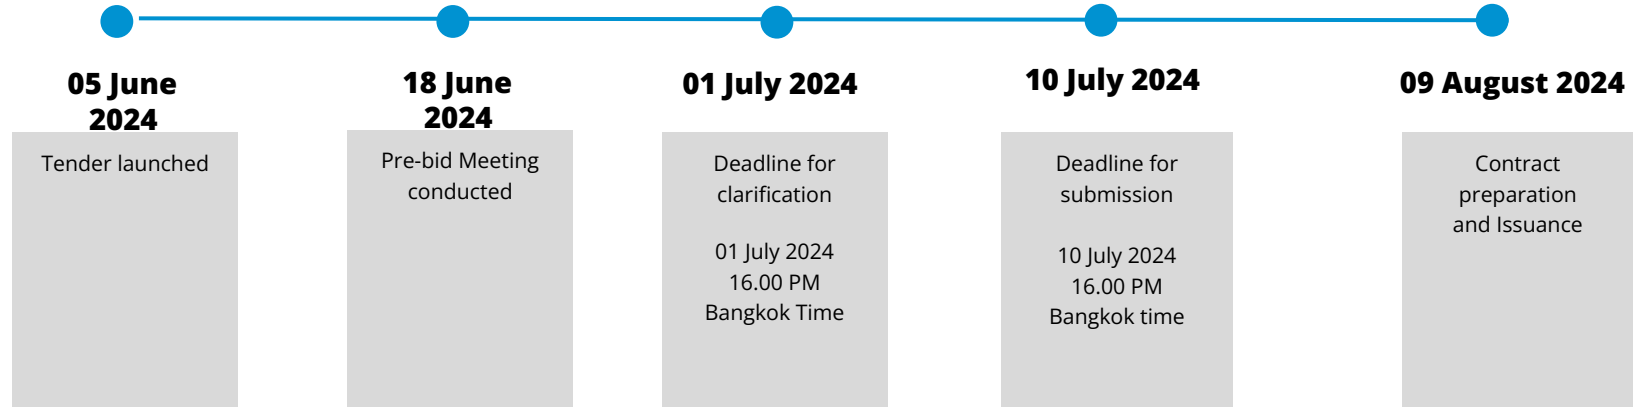 05 June
2024
Tender launched
18 June
2024
Pre-bid Meeting
conducted
01 July 2024
Deadline for
clarification
01 July 2024
16.00 PM
Bangkok Time
10 July 2024
Deadline for
submission
10 July 2024
16.00 PM
Bangkok time
09 August 2024
Contract
preparation
and Issuance